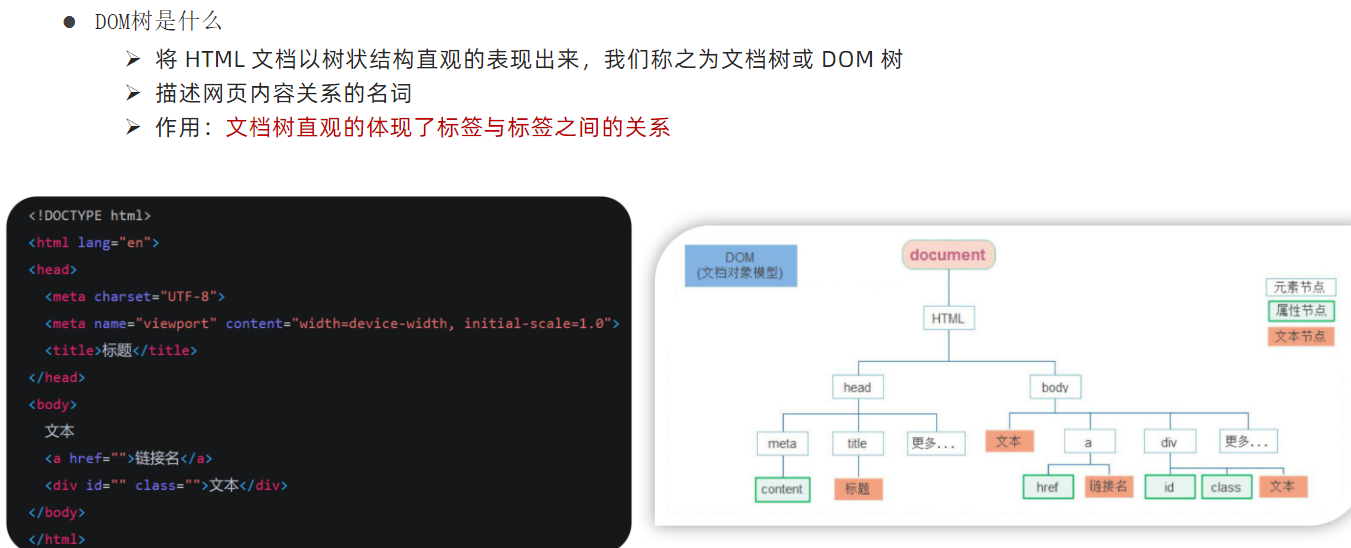 ● DOM树是什么
➢ 将 HTML 文档以树状结构直观的表现出来，我们称之为文档树或 DOM 树
➢ 描述网页内容关系的名词
➢ 作用：文档树直观的体现了标签与标签之间的关系
<!DOCTYPE html>
<html lang="en">
<head>
  <meta charset="UTF-8">
  <meta name="viewport" content="width=device-width, initial-scale=1.0">
  <title>标题</title>
</head>
<body>
  文本
  <a href="">链接名</a>
  <div id="" class="">文本</div>
</body>
</html>
DOM
(文档对象模型)
document
元素节点
属性节点
文本节点
HTML
head
body
meta
title
更多...
文本
a
div
更多...
content
标题
href
链接名
id
class
文本